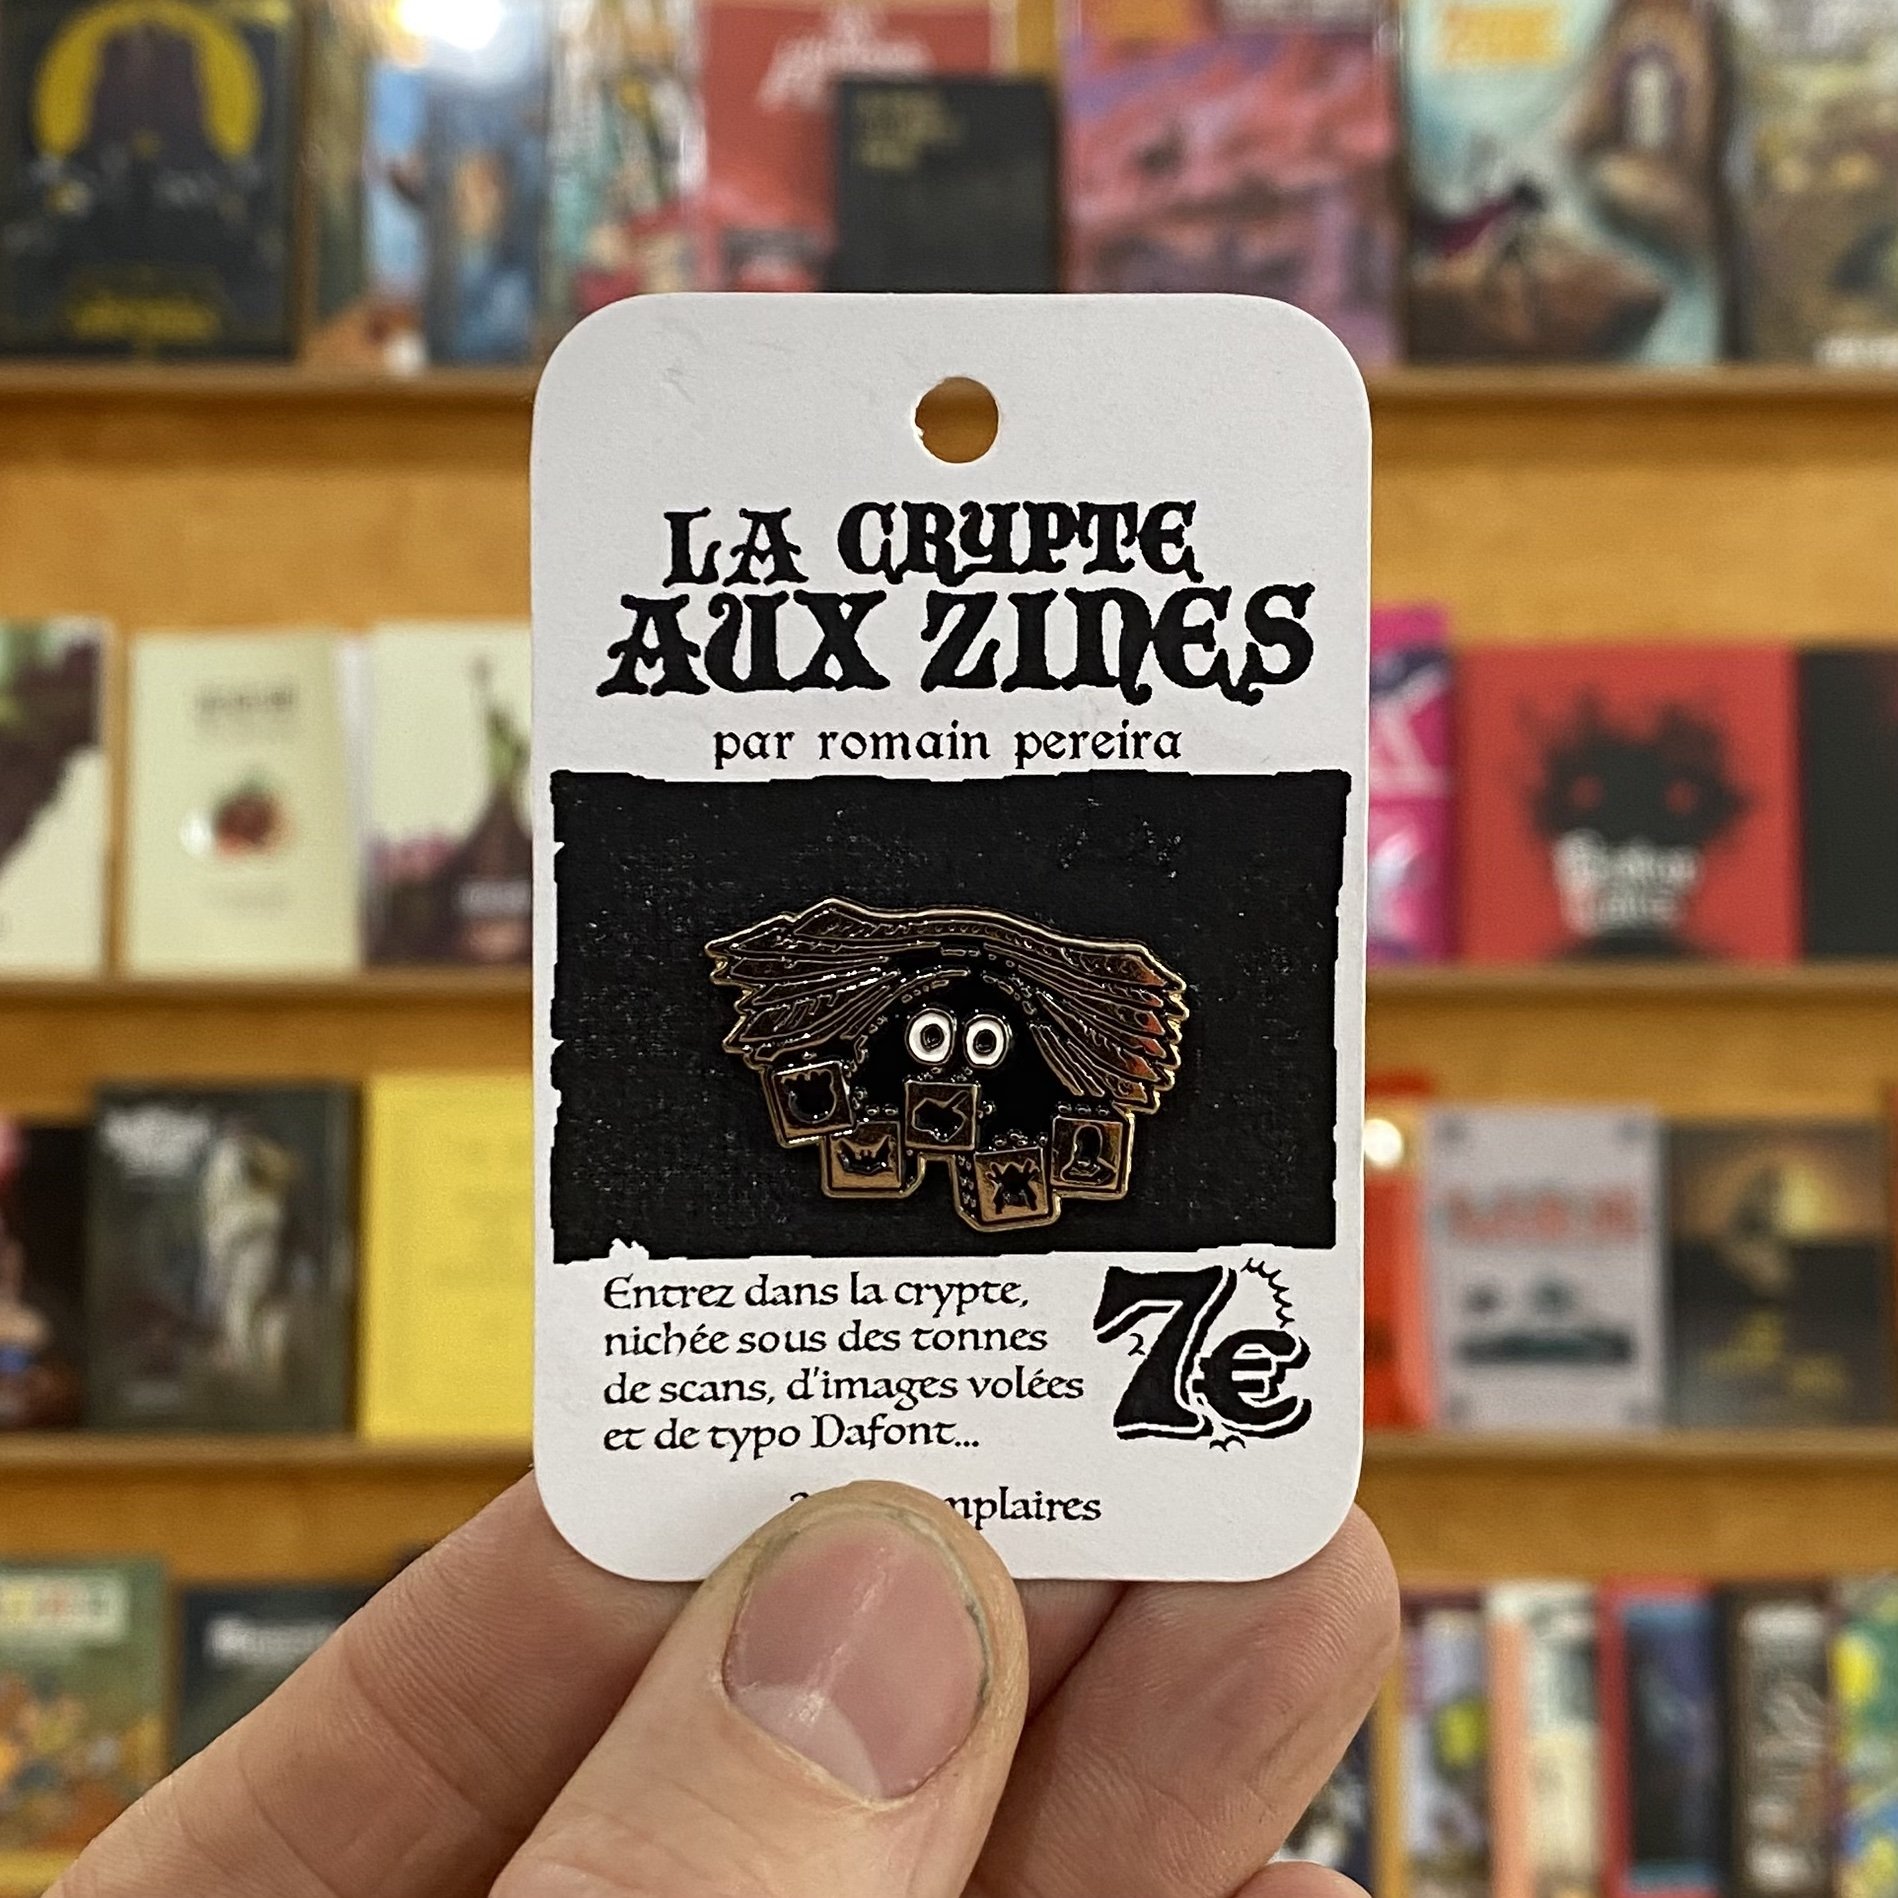 LA CRYPTE
AUX ZINES
par romain pereira
Entrez dans la crypte,
nichée sous des tonnes
de scans, d'images volées
et de typo Dafont...
7€